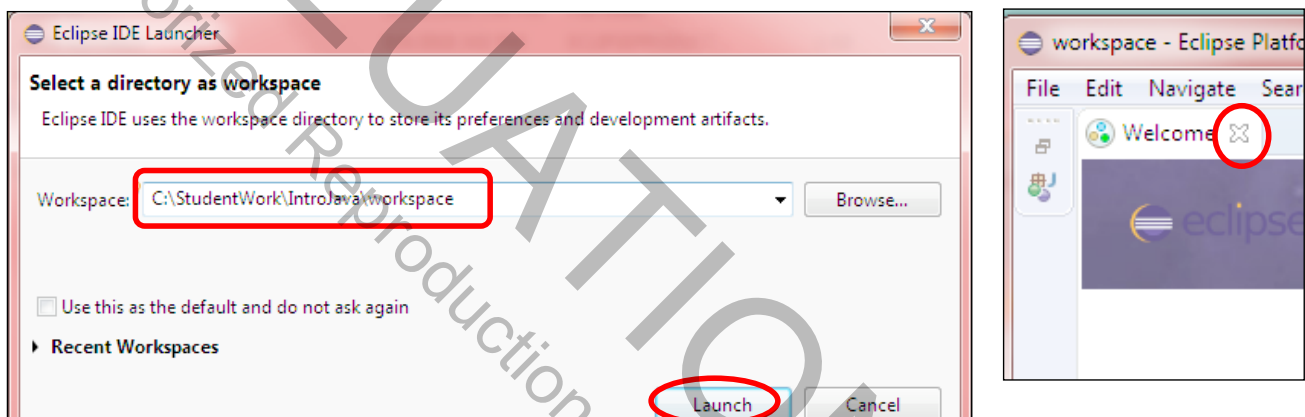 Eclipse IDE Launcher
Select a directory as workspace
Eclipse IDE uses the workspace directory to store its preferences and development artifacts.
Workspace: C:\StudentWork\IntroJava\workspace Browse...
Use this as the default and do not ask again
Recent Workspaces
Launch Cancel
workspace - Eclipse Platfo
File Edit Navigate Sear
Welcome
eclipse
Reproduction